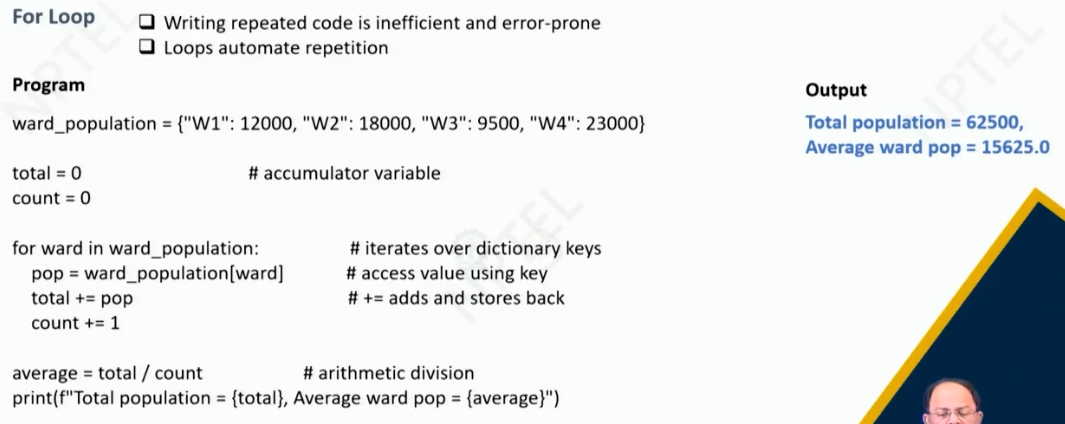 For Loop
❑ Writing repeated code is inefficient and error-prone
❑ Loops automate repetition
Program
ward_population = {"W1": 12000, "W2": 18000, "W3": 9500, "W4": 23000}
total = 0 # accumulator variable
count = 0
for ward in ward_population: # iterates over dictionary keys
pop = ward_population[ward] # access value using key
total += pop # += adds and stores back
count += 1
average = total / count # arithmetic division
print(f"Total population = {total}, Average ward pop = {average}")
Output
Total population = 62500,
Average ward pop = 15625.0
NPTEL
NPTEL
NPTEL